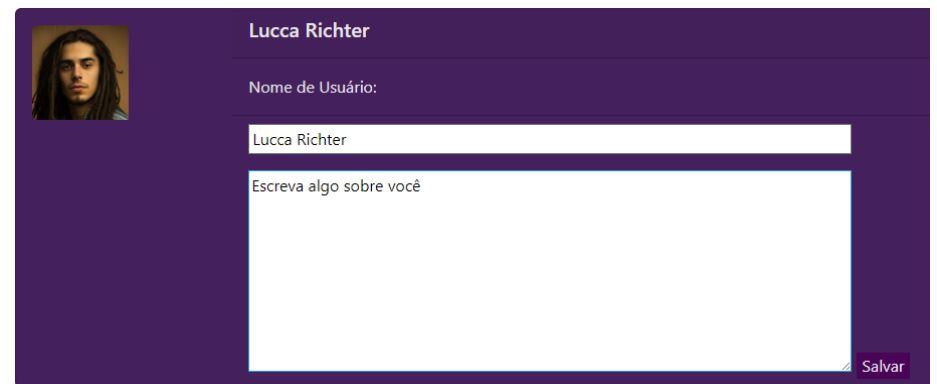 Lucca Richter
Nome de Usuário:
Lucca Richter
Escreva algo sobre você
Salvar